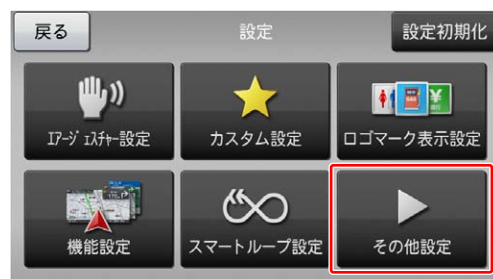 戻る
設定
設定初期化
エアージェスチャー設定
カスタム設定
ロゴマーク表示設定
機能設定
スマートループ設定
その他設定